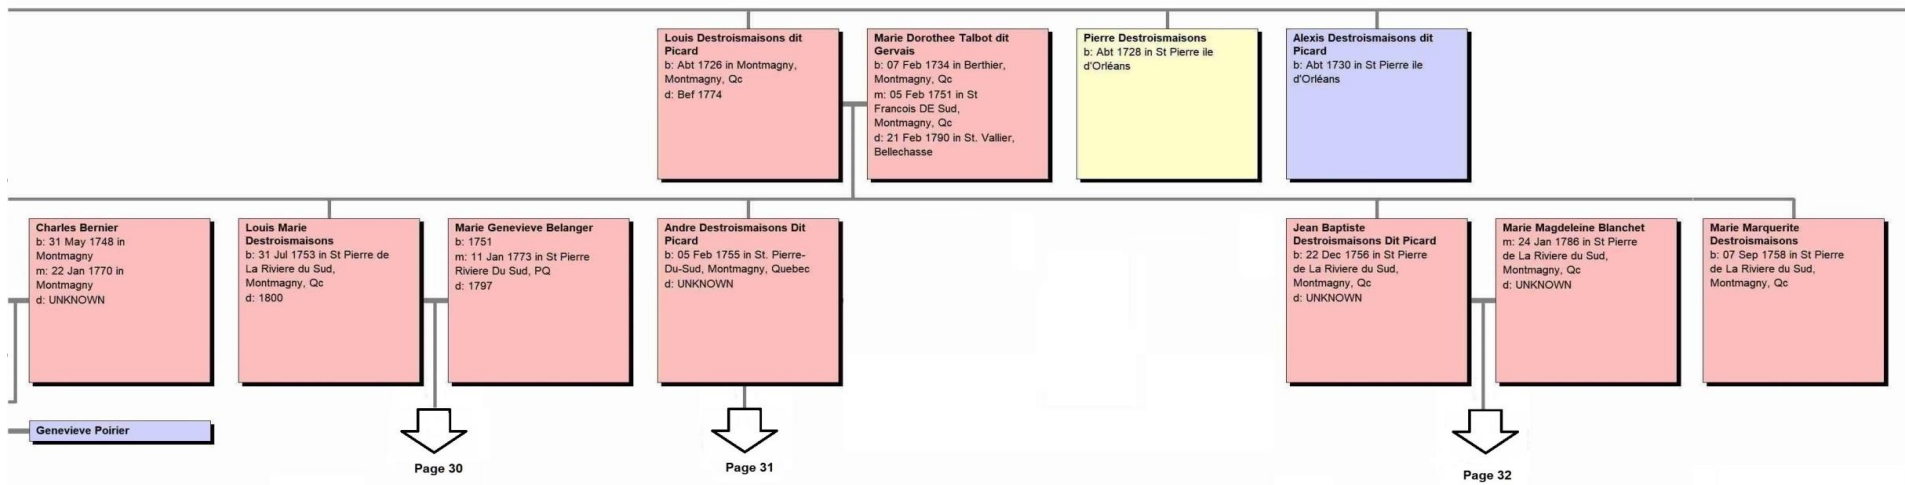 Louis Destroismaisons dit
Picard
b: Abt 1726 in Montmagny,
Montmagny, Qc
d: Bef 1774
Marie Dorothee Talbot dit
Gervais
b: 07 Feb 1734 in Berthier,
Montmagny, Qc
m: 05 Feb 1751 in St
Francois DE Sud,
Montmagny, Qc
d: 21 Feb 1790 in St. Vallier,
Bellechasse
Pierre Destroismaisons
b: Abt 1728 in St Pierre ile
d'Orléans
Alexis Destroismaisons dit
Picard
b: Abt 1730 in St Pierre ile
d'Orléans
Charles Bernier
b: 31 May 1748 in
Montmagny
m: 22 Jan 1770 in
Montmagny
d: UNKNOWN
Louis Marie
Destroismaisons
b: 31 Jul 1753 in St Pierre de
La Riviere du Sud,
Montmagny, Qc
d: 1800
Marie Genevieve Belanger
b: 1751
m: 11 Jan 1773 in St Pierre
Riviere Du Sud, PQ
d: 1797
Andre Destroismaisons Dit
Picard
b: 05 Feb 1755 in St. Pierre-
Du-Sud, Montmagny, Quebec
d: UNKNOWN
Jean Baptiste
Destroismaisons Dit Picard
b: 22 Dec 1756 in St Pierre
de La Riviere du Sud,
Montmagny, Qc
d: UNKNOWN
Marie Magdeleine Blanchet
m: 24 Jan 1786 in St Pierre
de La Riviere du Sud,
Montmagny, Qc
d: UNKNOWN
Marie Marquerite
Destroismaisons
b: 07 Sep 1758 in St Pierre
de La Riviere du Sud,
Montmagny, Qc
Genevieve Poirier
Page 30
Page 31
Page 32